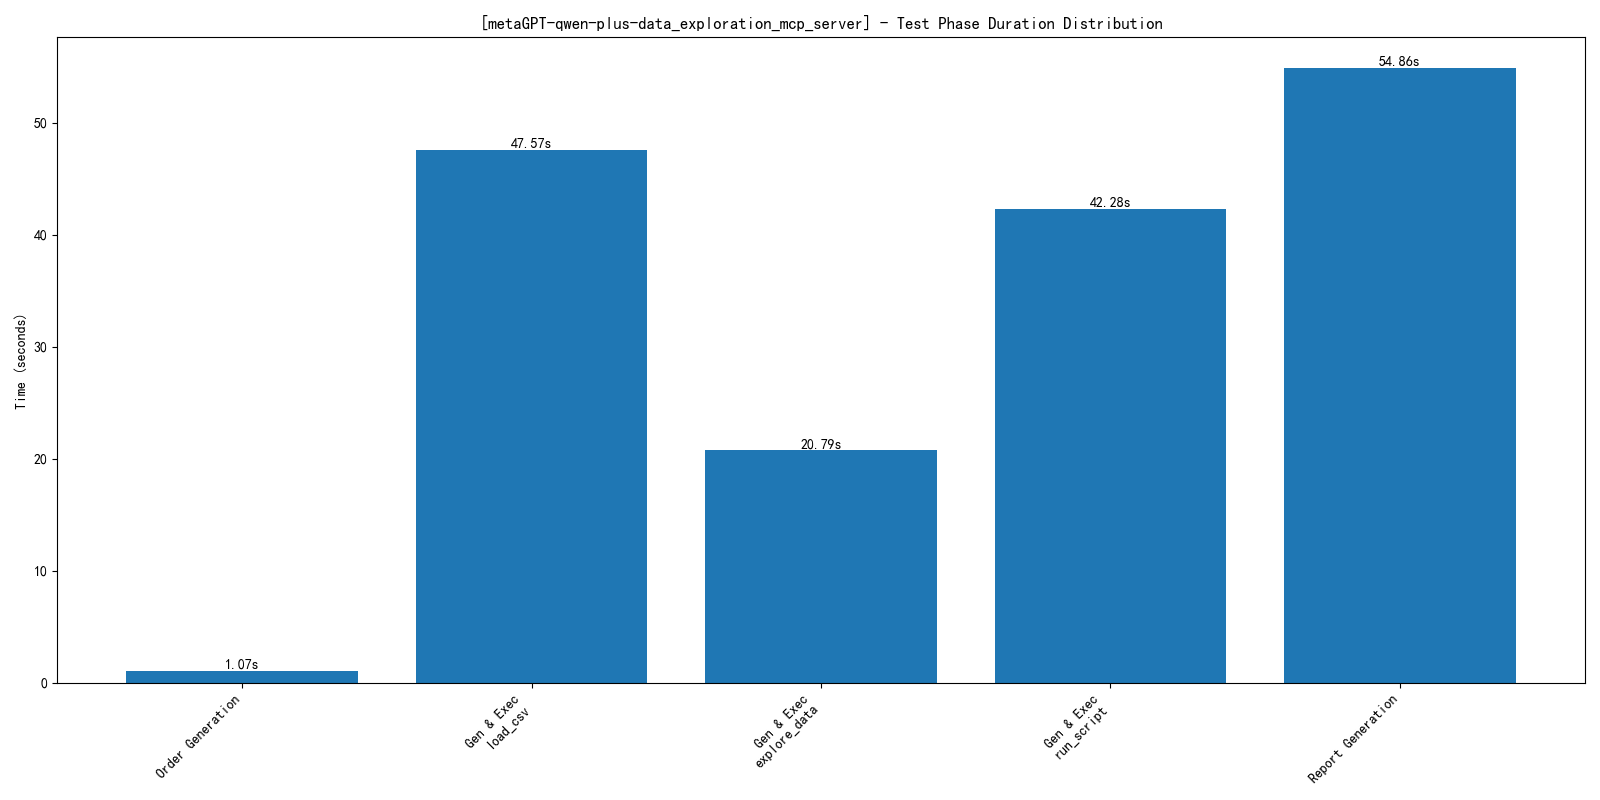 [metaGPT-qwen-plus-data_exploration_mcp_server] - Test Phase Duration Distribution
Time (seconds)
50
40
30
20
10
0
1.07s
47.57s
20.79s
42.28s
54.86s
Order Generation
Gen & Exec
load_csv
Gen & Exec
explore_data
Gen & Exec
run_script
Report Generation